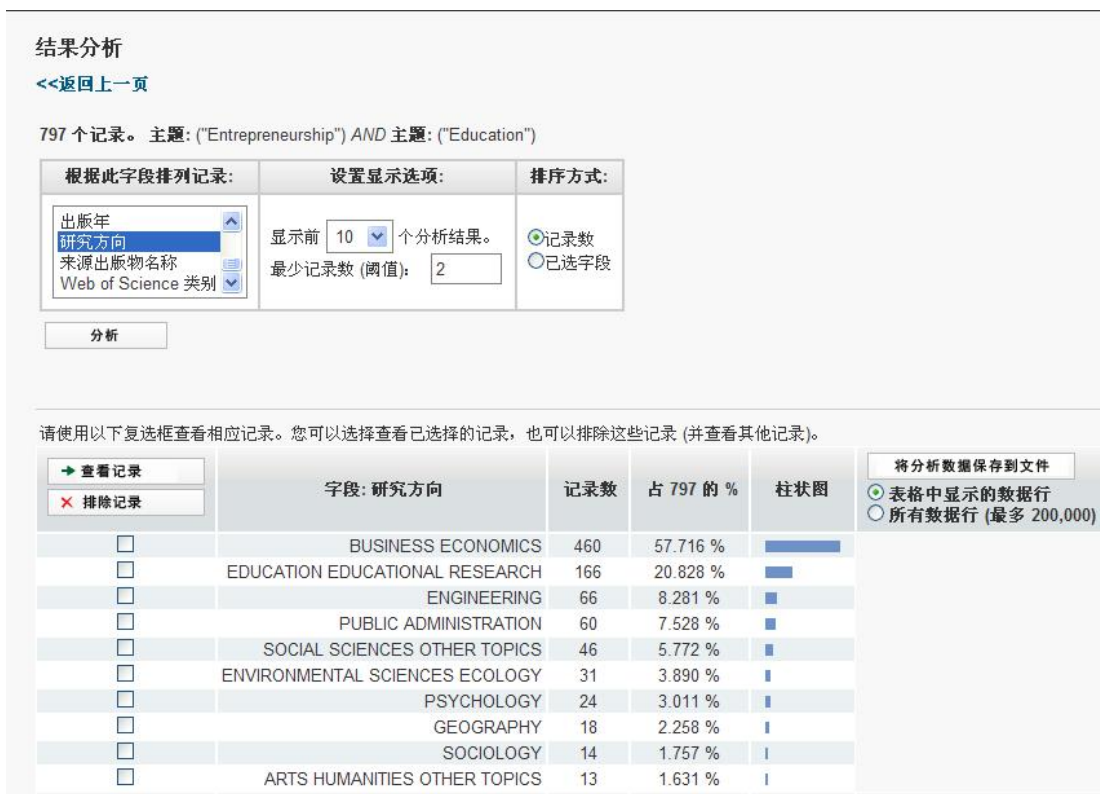 结果分析
<<返回上一页
797 个记录。 主题: ("Entrepreneurship") AND 主题: ("Education")
根据此字段排列记录: 设置显示选项: 排序方式:
出版年
研究方向
来源出版物名称
Web of Science 类别
显示前 10 个分析结果。
最少记录数 (阈值): 2
记录数
已选字段
分析
请使用以下复选框查看相应记录。您可以选择查看已选择的记录，也可以排除这些记录 (并查看其他记录)。
查看记录
排除记录
字段: 研究方向 记录数 占 797 的 % 柱状图
将分析数据保存到文件
表格中显示的数据行
所有数据行 (最多 200,000)
BUSINESS ECONOMICS 460 57.716 %
EDUCATION EDUCATIONAL RESEARCH 166 20.828 %
ENGINEERING 66 8.281 %
PUBLIC ADMINISTRATION 60 7.528 %
SOCIAL SCIENCES OTHER TOPICS 46 5.772 %
ENVIRONMENTAL SCIENCES ECOLOGY 31 3.890 %
PSYCHOLOGY 24 3.011 %
GEOGRAPHY 18 2.258 %
SOCIOLOGY 14 1.757 %
ARTS HUMANITIES OTHER TOPICS 13 1.631 %